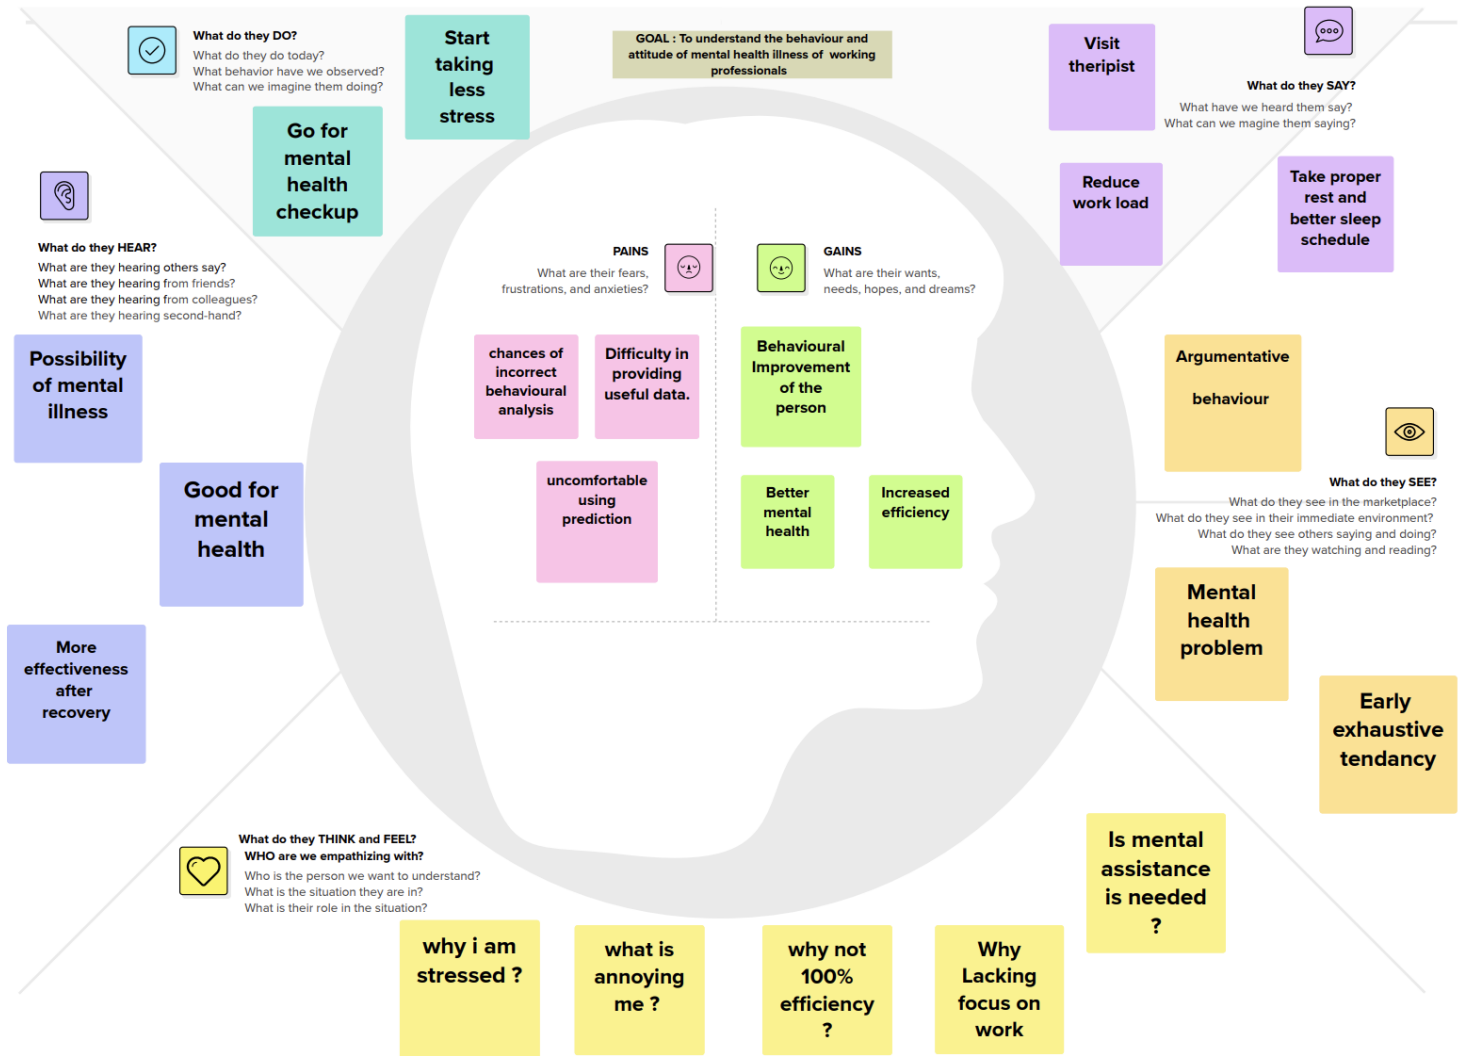 What do they DO?
What do they do today?
What behavior have we observed?
What can we imagine them doing?
Start
taking
less
stress
Go for
mental
health
checkup
GOAL : To understand the behaviour and
attitude of mental health illness of  working
professionals
Visit
theripist
What do they SAY?
What have we heard them say?
What can we magine them saying?
Reduce
work load
Take proper
rest and
better sleep
schedule
What do they HEAR?
What are they hearing others say?
What are they hearing from friends?
What are they hearing from colleagues?
What are they hearing second-hand?
Possibility
of mental
illness
Good for
mental
health
More
effectiveness
after
recovery
PAINS
What are their fears,
frustrations, and anxieties?
chances of
incorrect
behavioural
analysis
Difficulty in
providing
useful data.
uncomfortable
using
prediction
GAINS
What are their wants,
needs, hopes, and dreams?
Behavioural
Improvement
of the
person
Better
mental
health
Increased
efficiency
Argumentative
behaviour
What do they SEE?
What do they see in the marketplace?
What do they see in their immediate environment?
What do they see others saying and doing?
What are they watching and reading?
Mental
health
problem
Early
exhaustive
tendancy
What do they THINK and FEEL?
WHO are we empathizing with?
Who is the person we want to understand?
What is the situation they are in?
What is their role in the situation?
why i am
stressed ?
what is
annoying
me ?
why not
100%
efficiency
?
Why
Lacking
focus on
work
Is mental
assistance
is needed
?